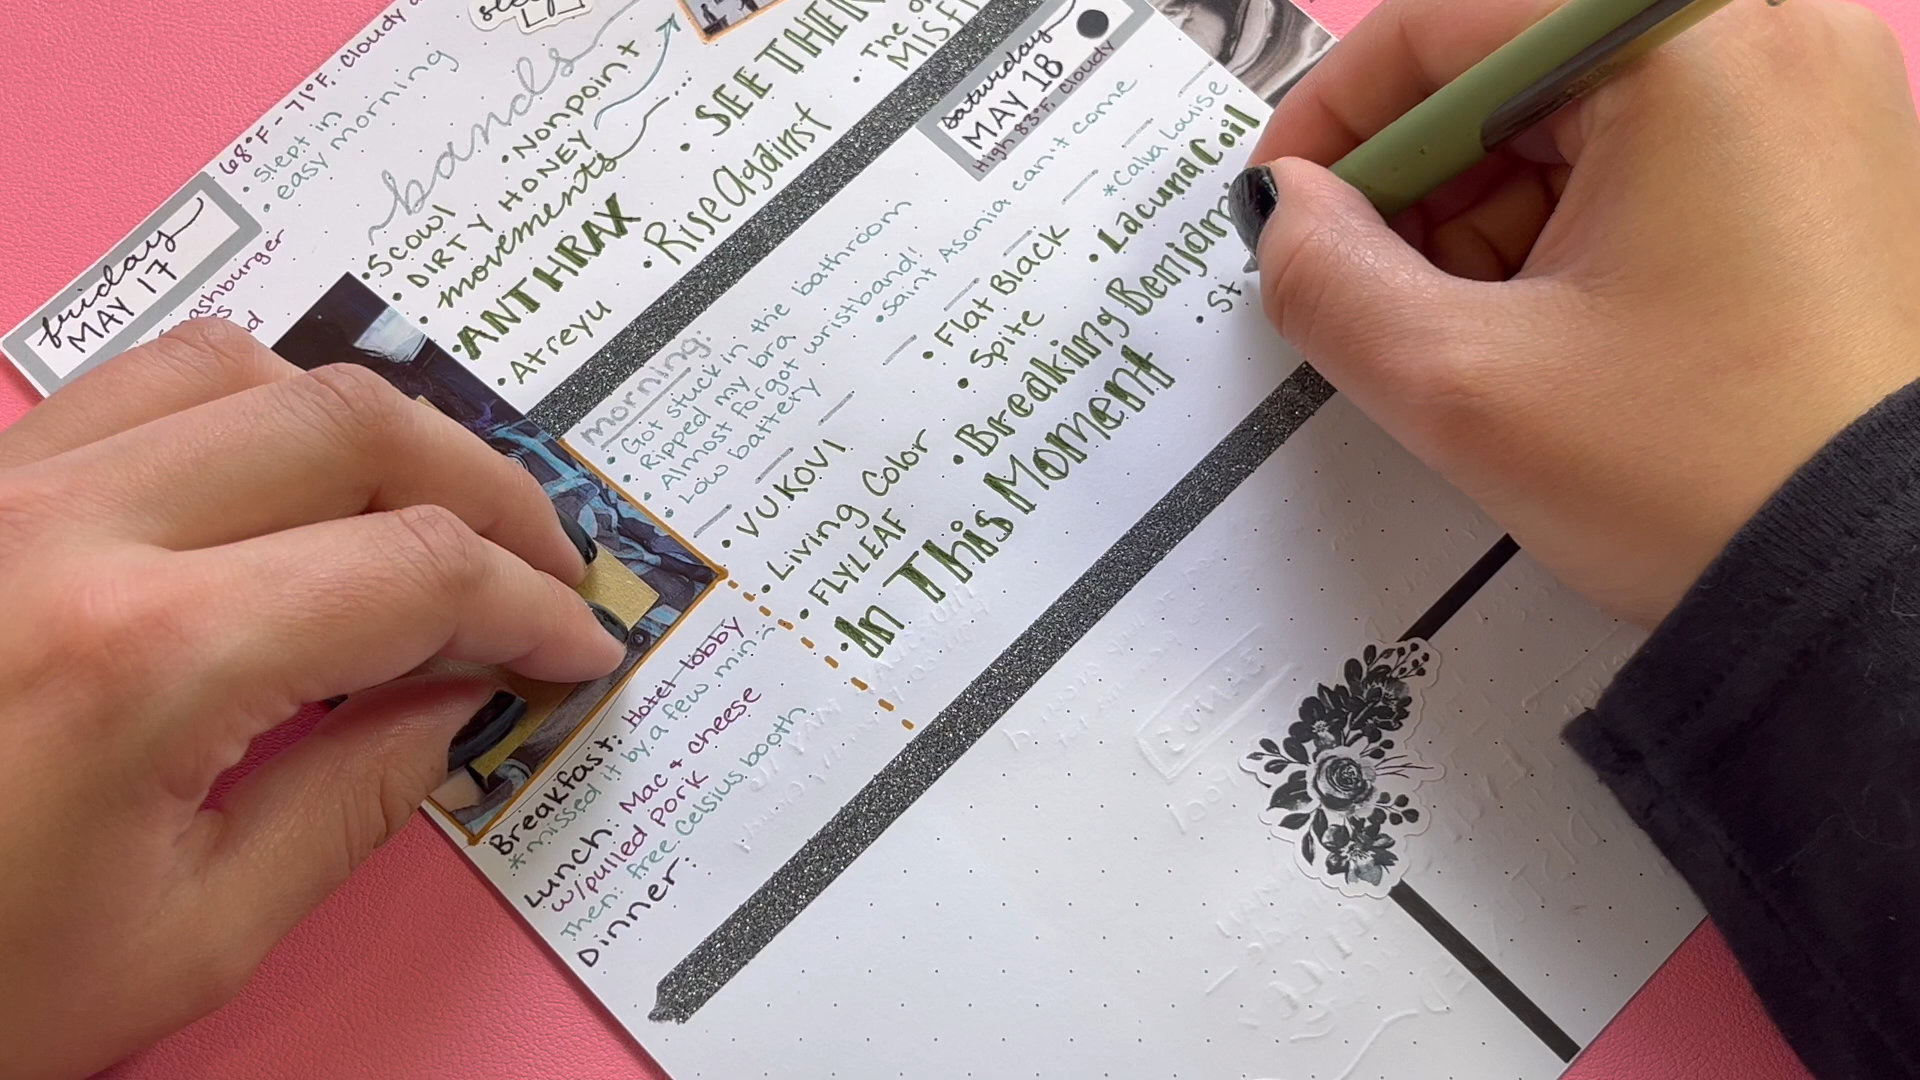 friday
MAY 17
68°F - 71°F. Cloudy
• slept in
• easy morning
bands
• Scowl
• DIRTY HONEY
• Nonpoint
• movements
• ANTHRAX
• Atreyu
• Rise Against
• SEE THE
• The
MISF
Saturday
MAY 18
High 83°F. Cloudy
morning:
• Got stuck in the bathroom
• Ripped my bra
• Almost forgot wristband!
• Low battery
• Saint Asonia can't come
*Calva Louise
• VUKOVI
• Living Color
• FLYLEAF
• In This Moment
• Flat Black
• Spite
• Breaking Benjam
• Lacuna Coil
• St
Breakfast: Hotel lobby
*missed it by a few min :(
Lunch: Mac & cheese
w/pulled pork
Then: free Celsius booth
Dinner: